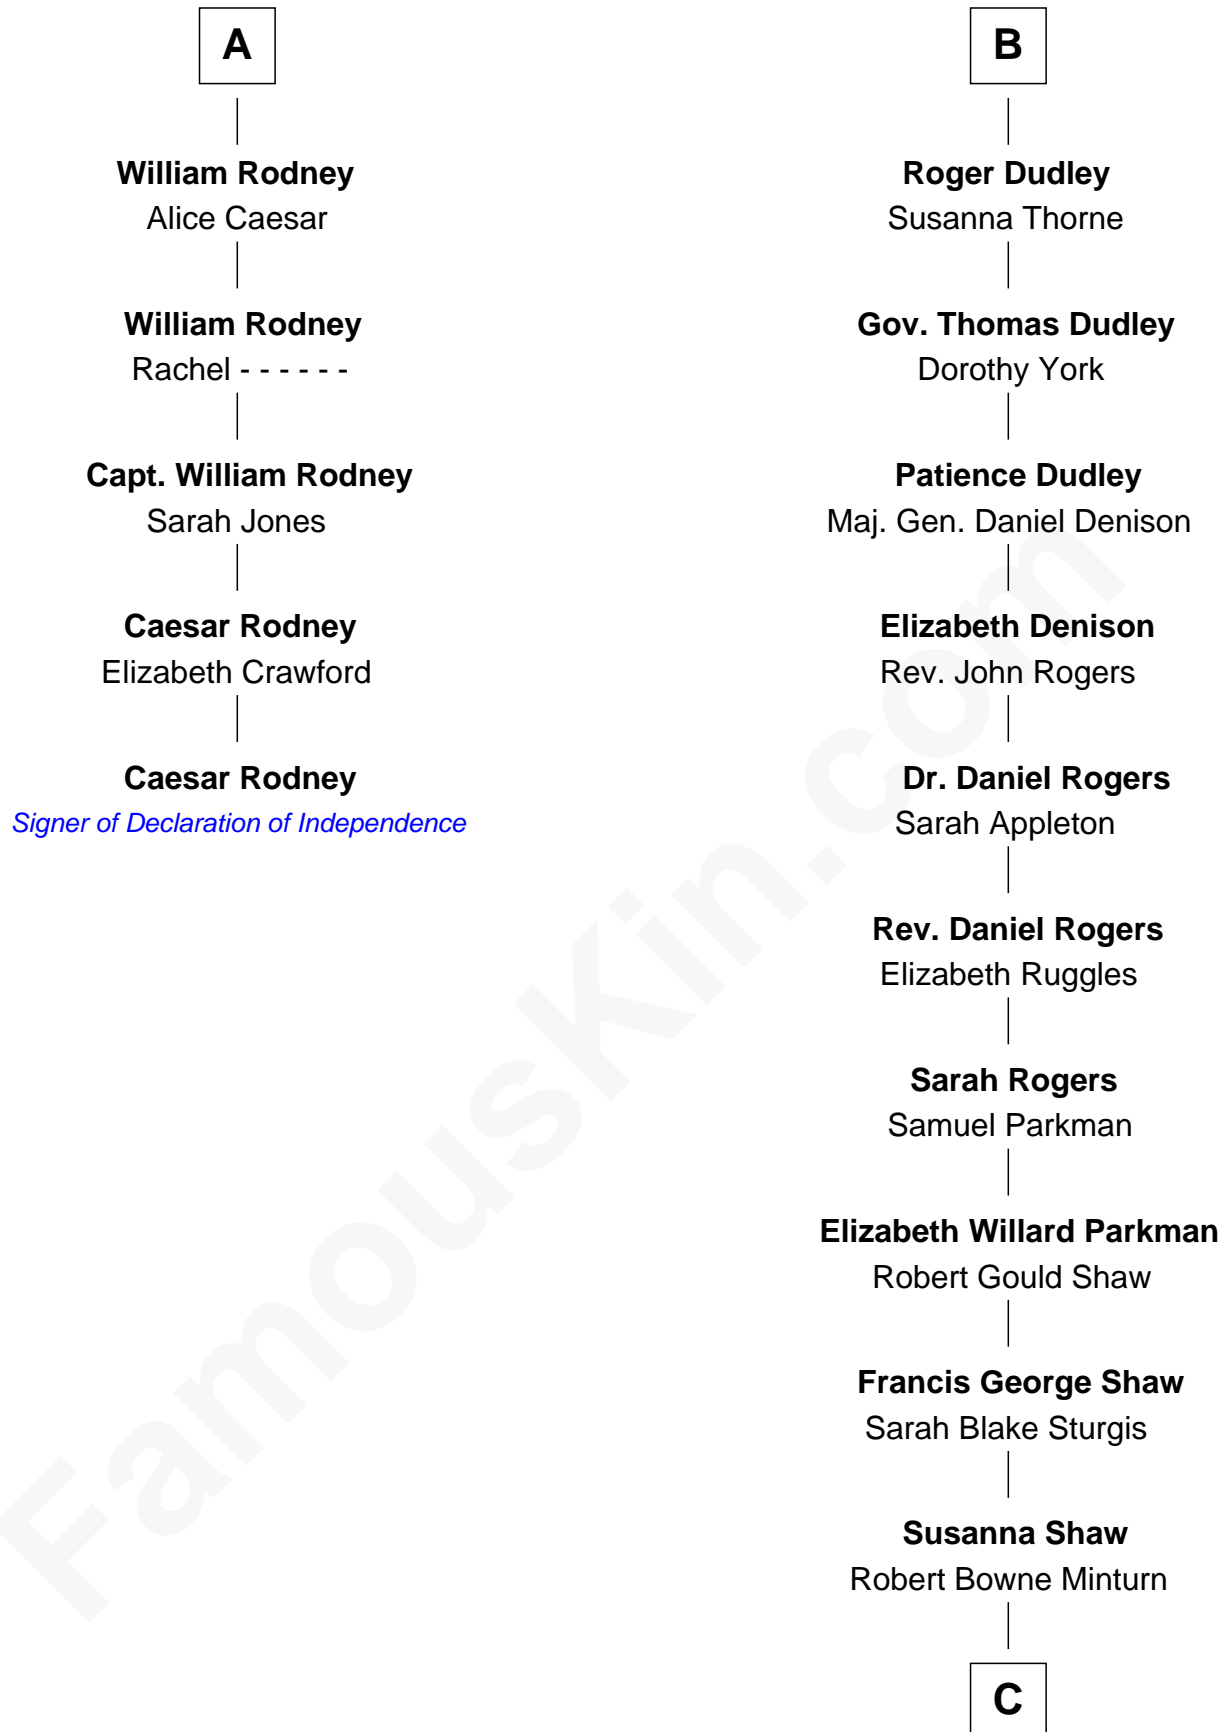 A
William Rodney
Alice Caesar
William Rodney
Rachel - - - - - -
Capt. William Rodney
Sarah Jones
Caesar Rodney
Elizabeth Crawford
Caesar Rodney
Signer of Declaration of Independence
B
Roger Dudley
Susanna Thorne
Gov. Thomas Dudley
Dorothy York
Patience Dudley
Maj. Gen. Daniel Denison
Elizabeth Denison
Rev. John Rogers
Dr. Daniel Rogers
Sarah Appleton
Rev. Daniel Rogers
Elizabeth Ruggles
Sarah Rogers
Samuel Parkman
Elizabeth Willard Parkman
Robert Gould Shaw
Francis George Shaw
Sarah Blake Sturgis
Susanna Shaw
Robert Bowne Minturn
C
FamousKin.com